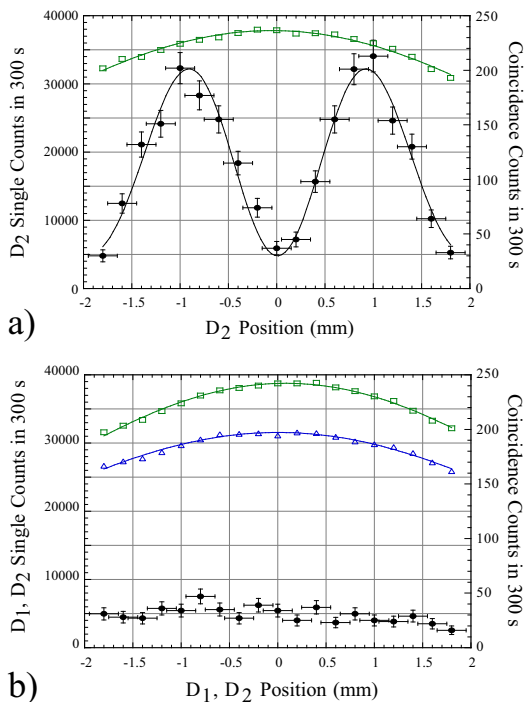 40000
30000
20000
10000
0
D2 Single Counts in 300 s
250
200
150
100
50
0
Coincidence Counts in 300 s
-2 -1.5 -1 -0.5 0 0.5 1 1.5 2
D2 Position (mm)
a)
40000
30000
20000
10000
0
D1, D2 Single Counts in 300 s
250
200
150
100
50
0
Coincidence Counts in 300 s
-2 -1.5 -1 -0.5 0 0.5 1 1.5 2
D1, D2 Position (mm)
b)